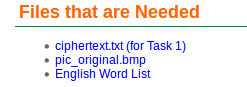 Files that are Needed
ciphertext.txt (for Task 1)
pic_original.bmp
English Word List